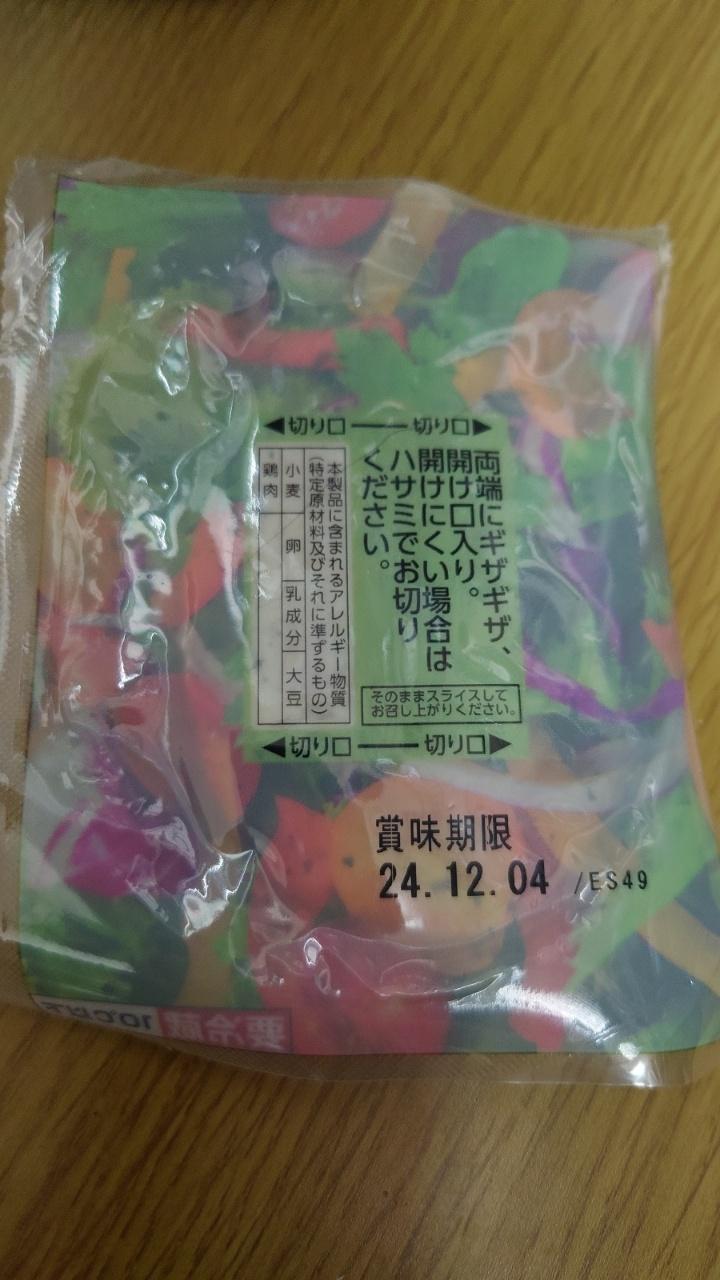 ◀切り口 ── 切り口▶
両端にギザギザ、
開け口入り。
開けにくい場合は
ハサミでお切り
ください。
本製品に含まれるアレルギー物質
(特定原材料及びそれに準ずるもの)
小麦 卵 乳成分 大豆
鶏肉
そのままスライスして
お召し上がりください。
◀切り口 ── 切り口▶
賞味期限
24.12.04 /ES49
要冷蔵 10℃以下